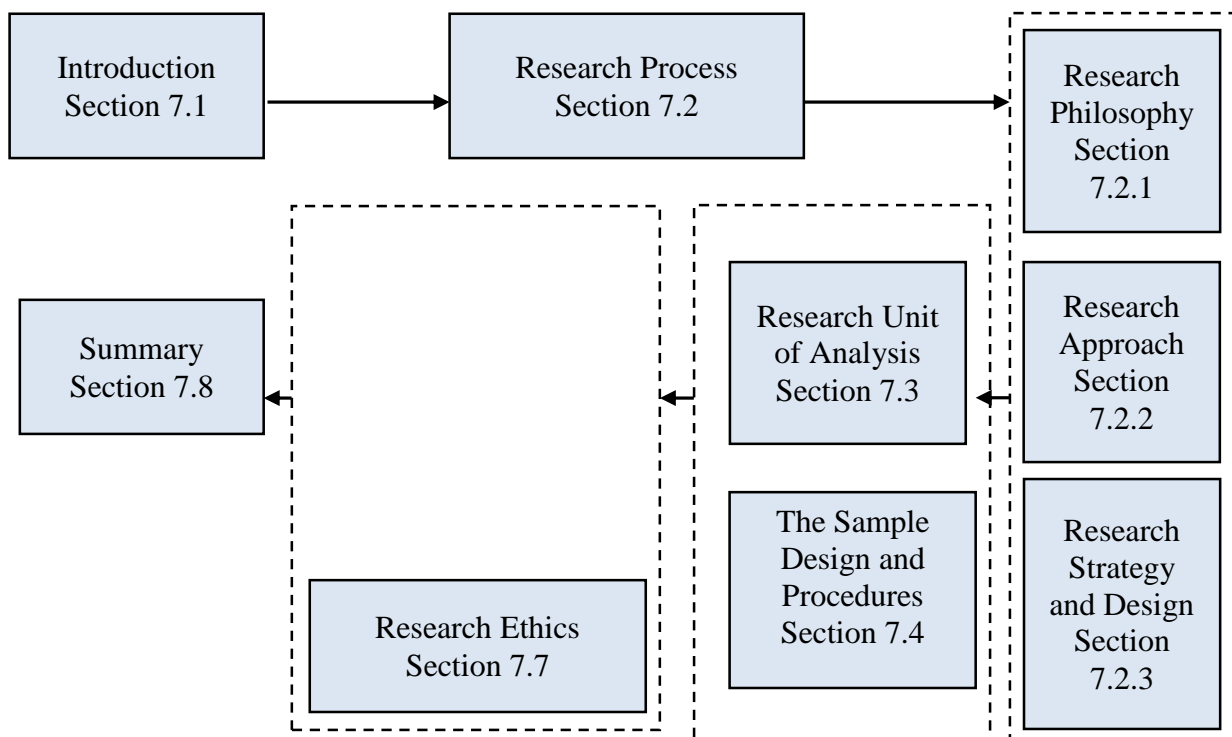 Introduction
Section 7.1
Research Process
Section 7.2
Research
Philosophy
Section
7.2.1
Research
Approach
Section
7.2.2
Research
Strategy
and Design
Section
7.2.3
Research Unit
of Analysis
Section 7.3
The Sample
Design and
Procedures
Section 7.4
Research Ethics
Section 7.7
Summary
Section 7.8